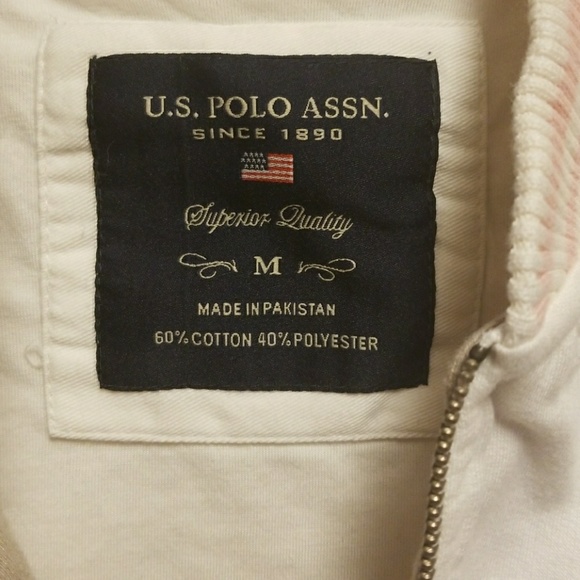 U.S. POLO ASSN.
SINCE 1890
Superior Quality
M
MADE IN PAKISTAN
60% COTTON 40% POLYESTER